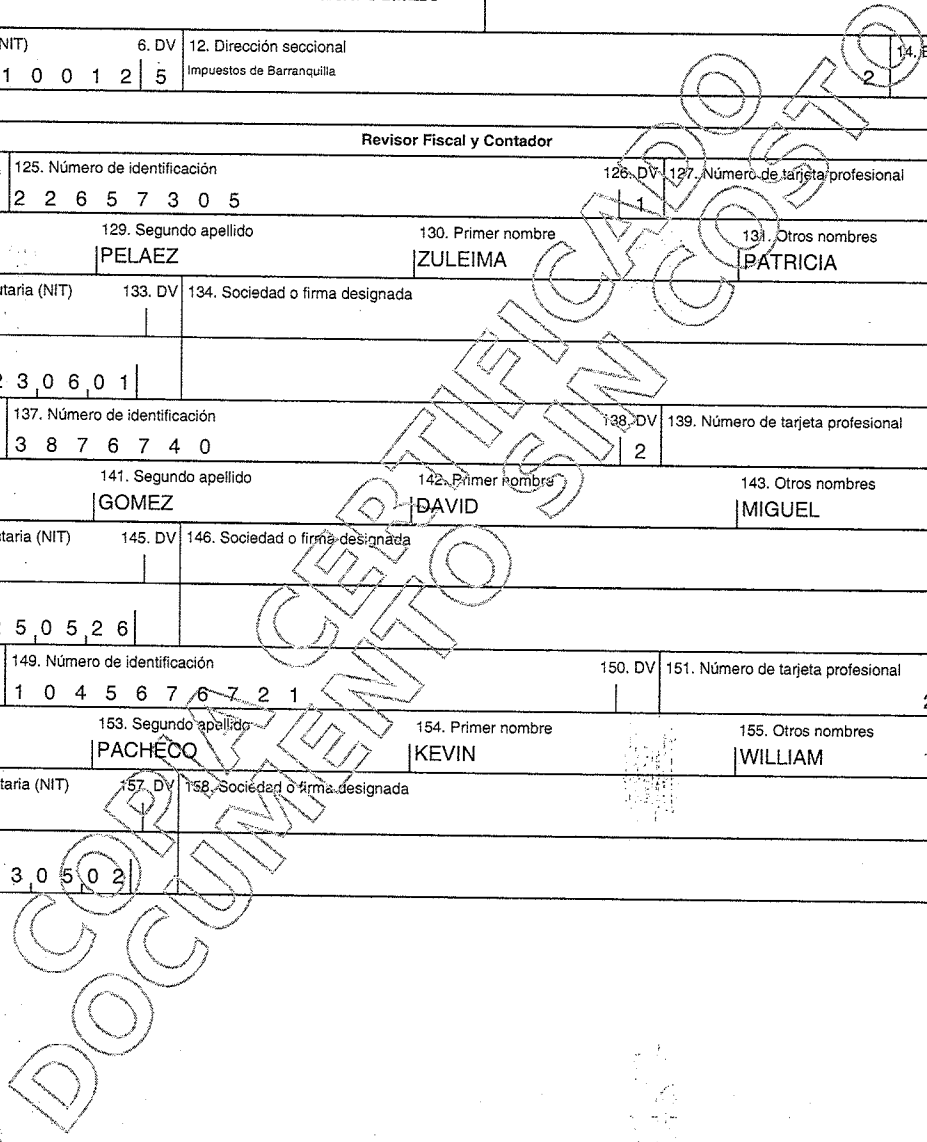 NIT) 6. DV 12. Dirección seccional 14.
1 0 0 1 2 5 Impuestos de Barranquilla 2
Revisor Fiscal y Contador
125. Número de identificación 126. DV 127. Número de tarjeta profesional
2 2 6 5 7 3 0 5 1
129. Segundo apellido 130. Primer nombre 131. Otros nombres
PELAEZ ZULEIMA PATRICIA
utaria (NIT) 133. DV 134. Sociedad o firma designada
3 0 6 0 1
137. Número de identificación 138. DV 139. Número de tarjeta profesional
3 8 7 6 7 4 0 2
141. Segundo apellido 142. Primer nombre 143. Otros nombres
GOMEZ DAVID MIGUEL
taria (NIT) 145. DV 146. Sociedad o firma designada
5 0 5 2 6
149. Número de identificación 150. DV 151. Número de tarjeta profesional
1 0 4 5 6 7 6 7 2 1
153. Segundo apellido 154. Primer nombre 155. Otros nombres
PACHECO KEVIN WILLIAM
taria (NIT) 157. DV 158. Sociedad o firma designada
3 0 5 0 2
COPIA CERTIFICADO
DOCUMENTO SIN COSTO